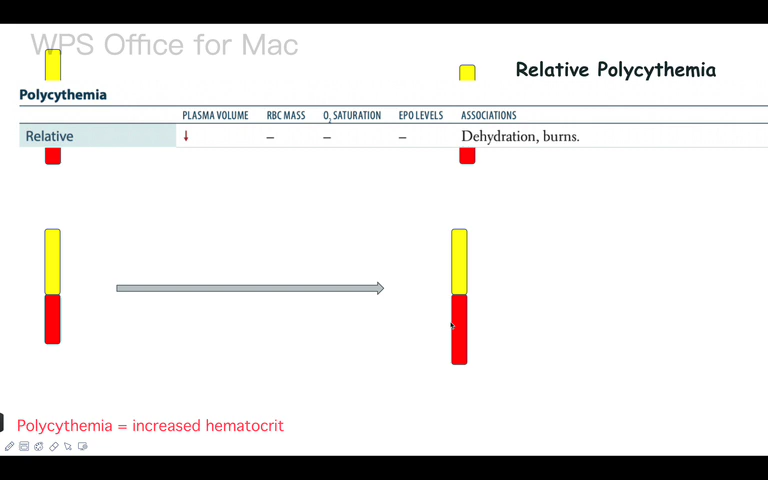 WPS Office for Mac
Relative Polycythemia
Polycythemia
PLASMA VOLUME RBC MASS O₂ SATURATION EPO LEVELS ASSOCIATIONS
Relative ↓ – – – Dehydration, burns.
Polycythemia = increased hematocrit